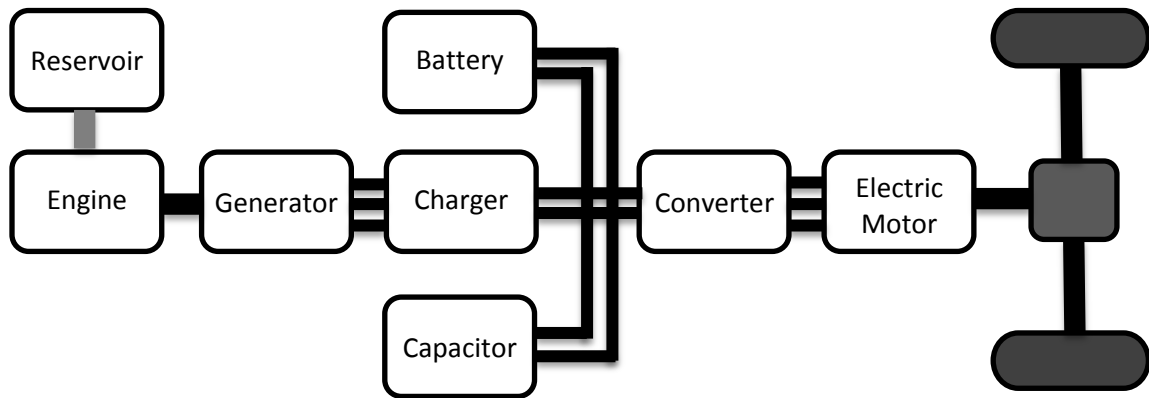 Reservoir
Battery
Engine
Generator
Charger
Converter
Electric
Motor
Capacitor